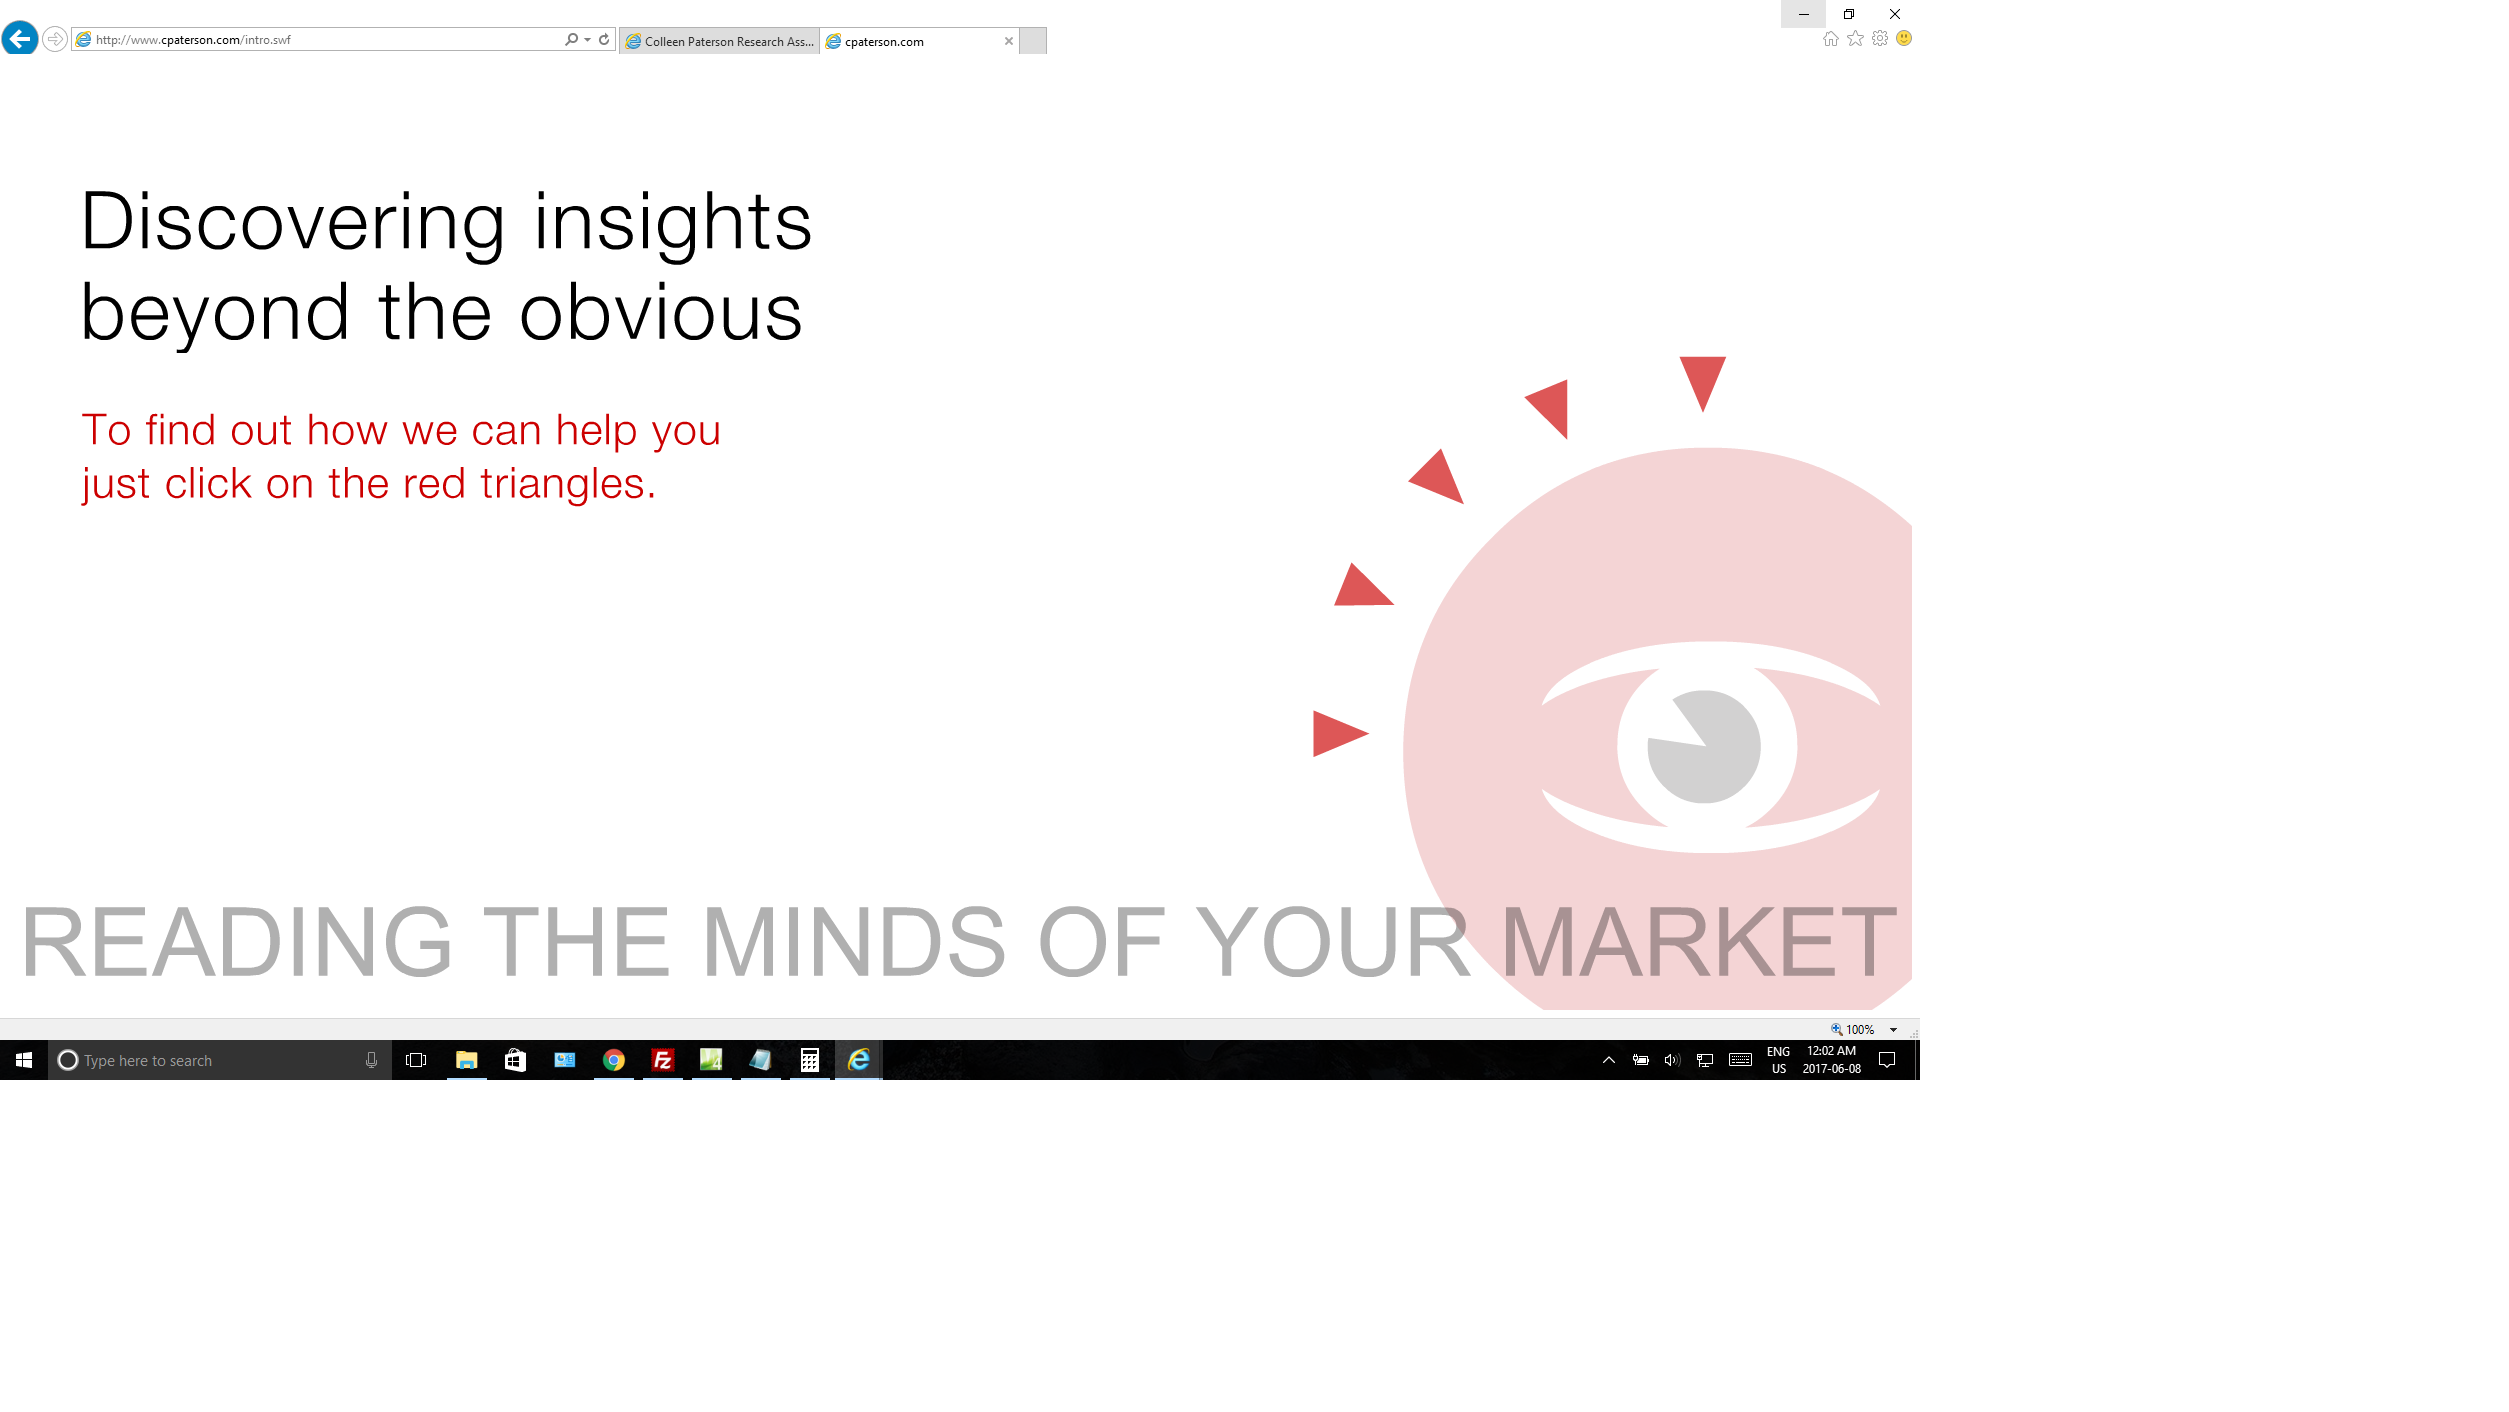 http://www.cpaterson.com/intro.swf
Colleen Paterson Research Ass...
cpaterson.com
Discovering insights
beyond the obvious
To find out how we can help you
just click on the red triangles.
READING THE MINDS OF YOUR MARKET
100%
Type here to search
Fz
4
ENG
US
12:02 AM
2017-06-08